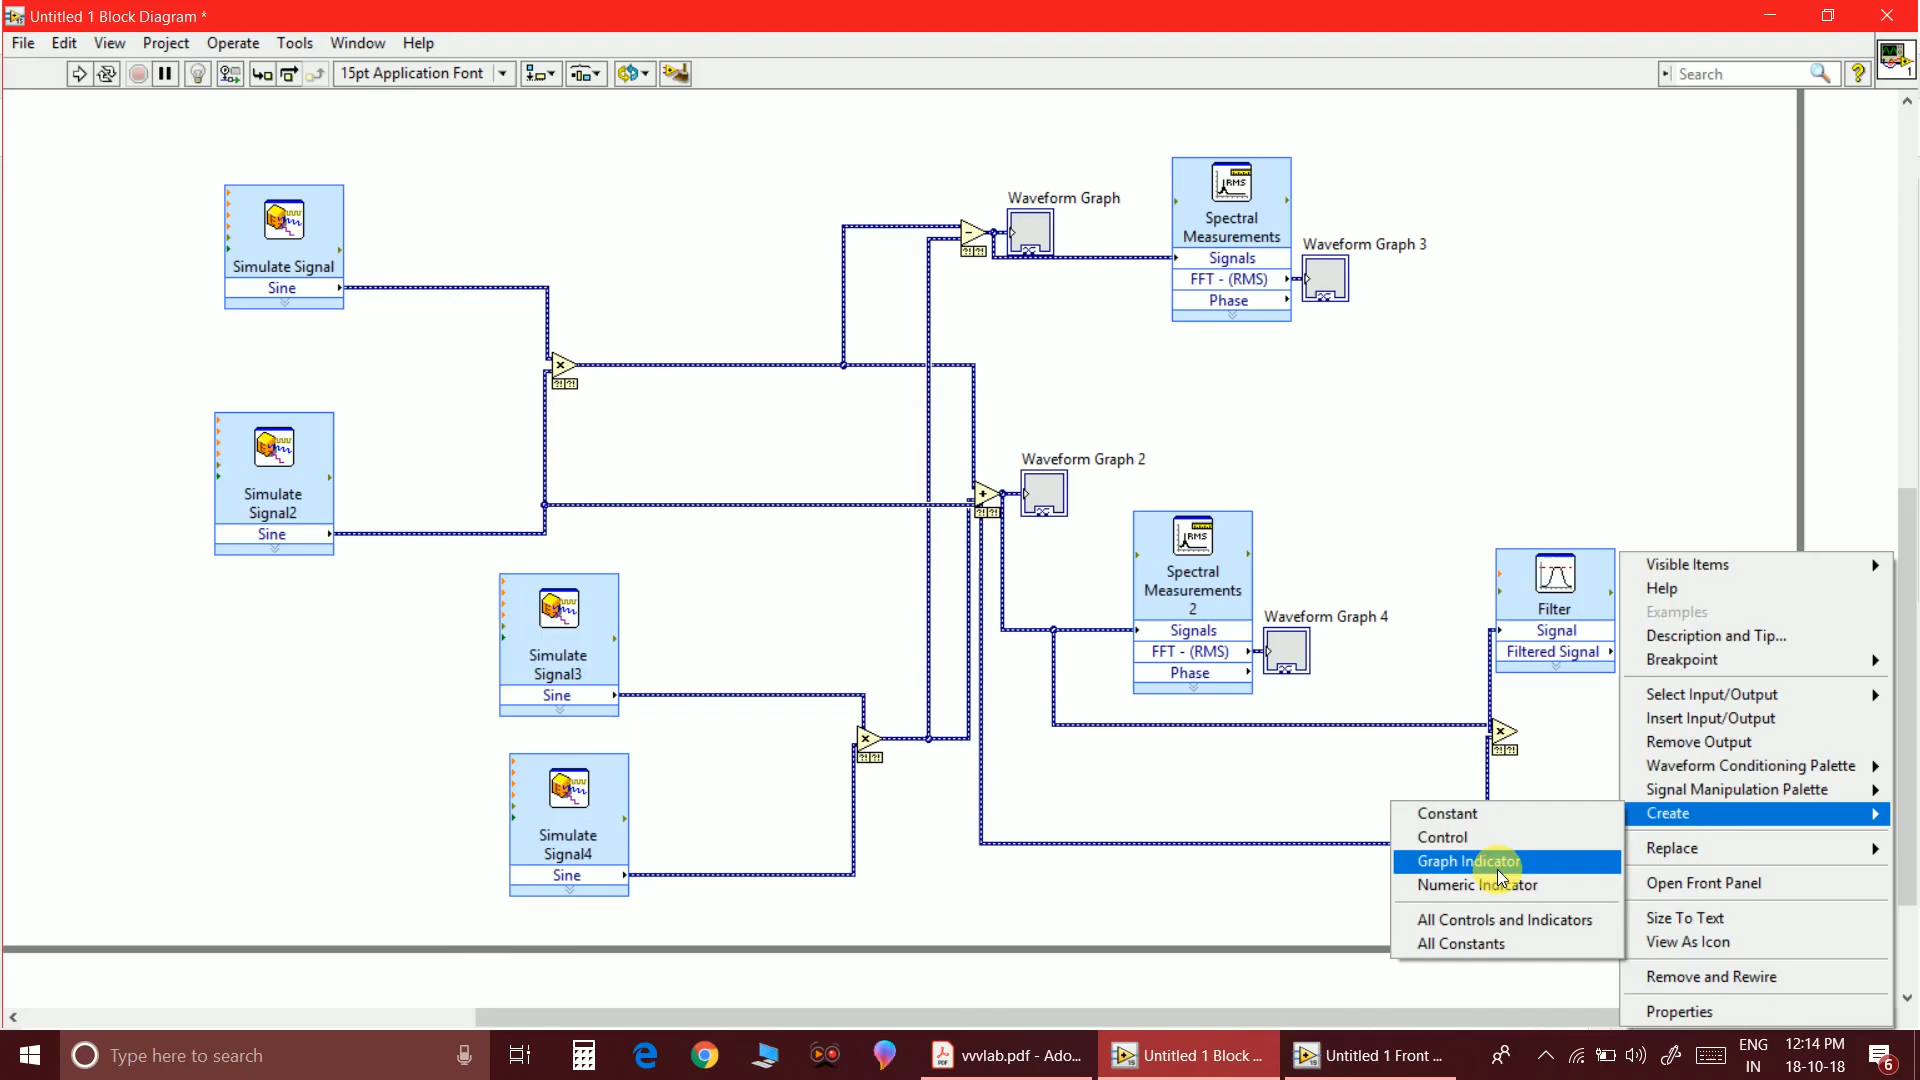 Untitled 1 Block Diagram *
File Edit View Project Operate Tools Window Help
15pt Application Font
Search
1
Simulate Signal
Sine
Simulate
Signal2
Sine
Simulate
Signal3
Sine
Simulate
Signal4
Sine
Waveform Graph
RMS
Spectral
Measurements
Signals
FFT - (RMS)
Phase
Waveform Graph 3
Waveform Graph 2
RMS
Spectral
Measurements
2
Signals
FFT - (RMS)
Phase
Waveform Graph 4
Filter
Signal
Filtered Signal
Visible Items
Help
Examples
Description and Tip...
Breakpoint
Select Input/Output
Insert Input/Output
Remove Output
Waveform Conditioning Palette
Signal Manipulation Palette
Create
Replace
Open Front Panel
Size To Text
View As Icon
Remove and Rewire
Properties
Constant
Control
Graph Indicator
Numeric Indicator
All Controls and Indicators
All Constants
Type here to search
vvvlab.pdf - Ado...
Untitled 1 Block ...
Untitled 1 Front ...
ENG
IN
12:14 PM
18-10-18
6